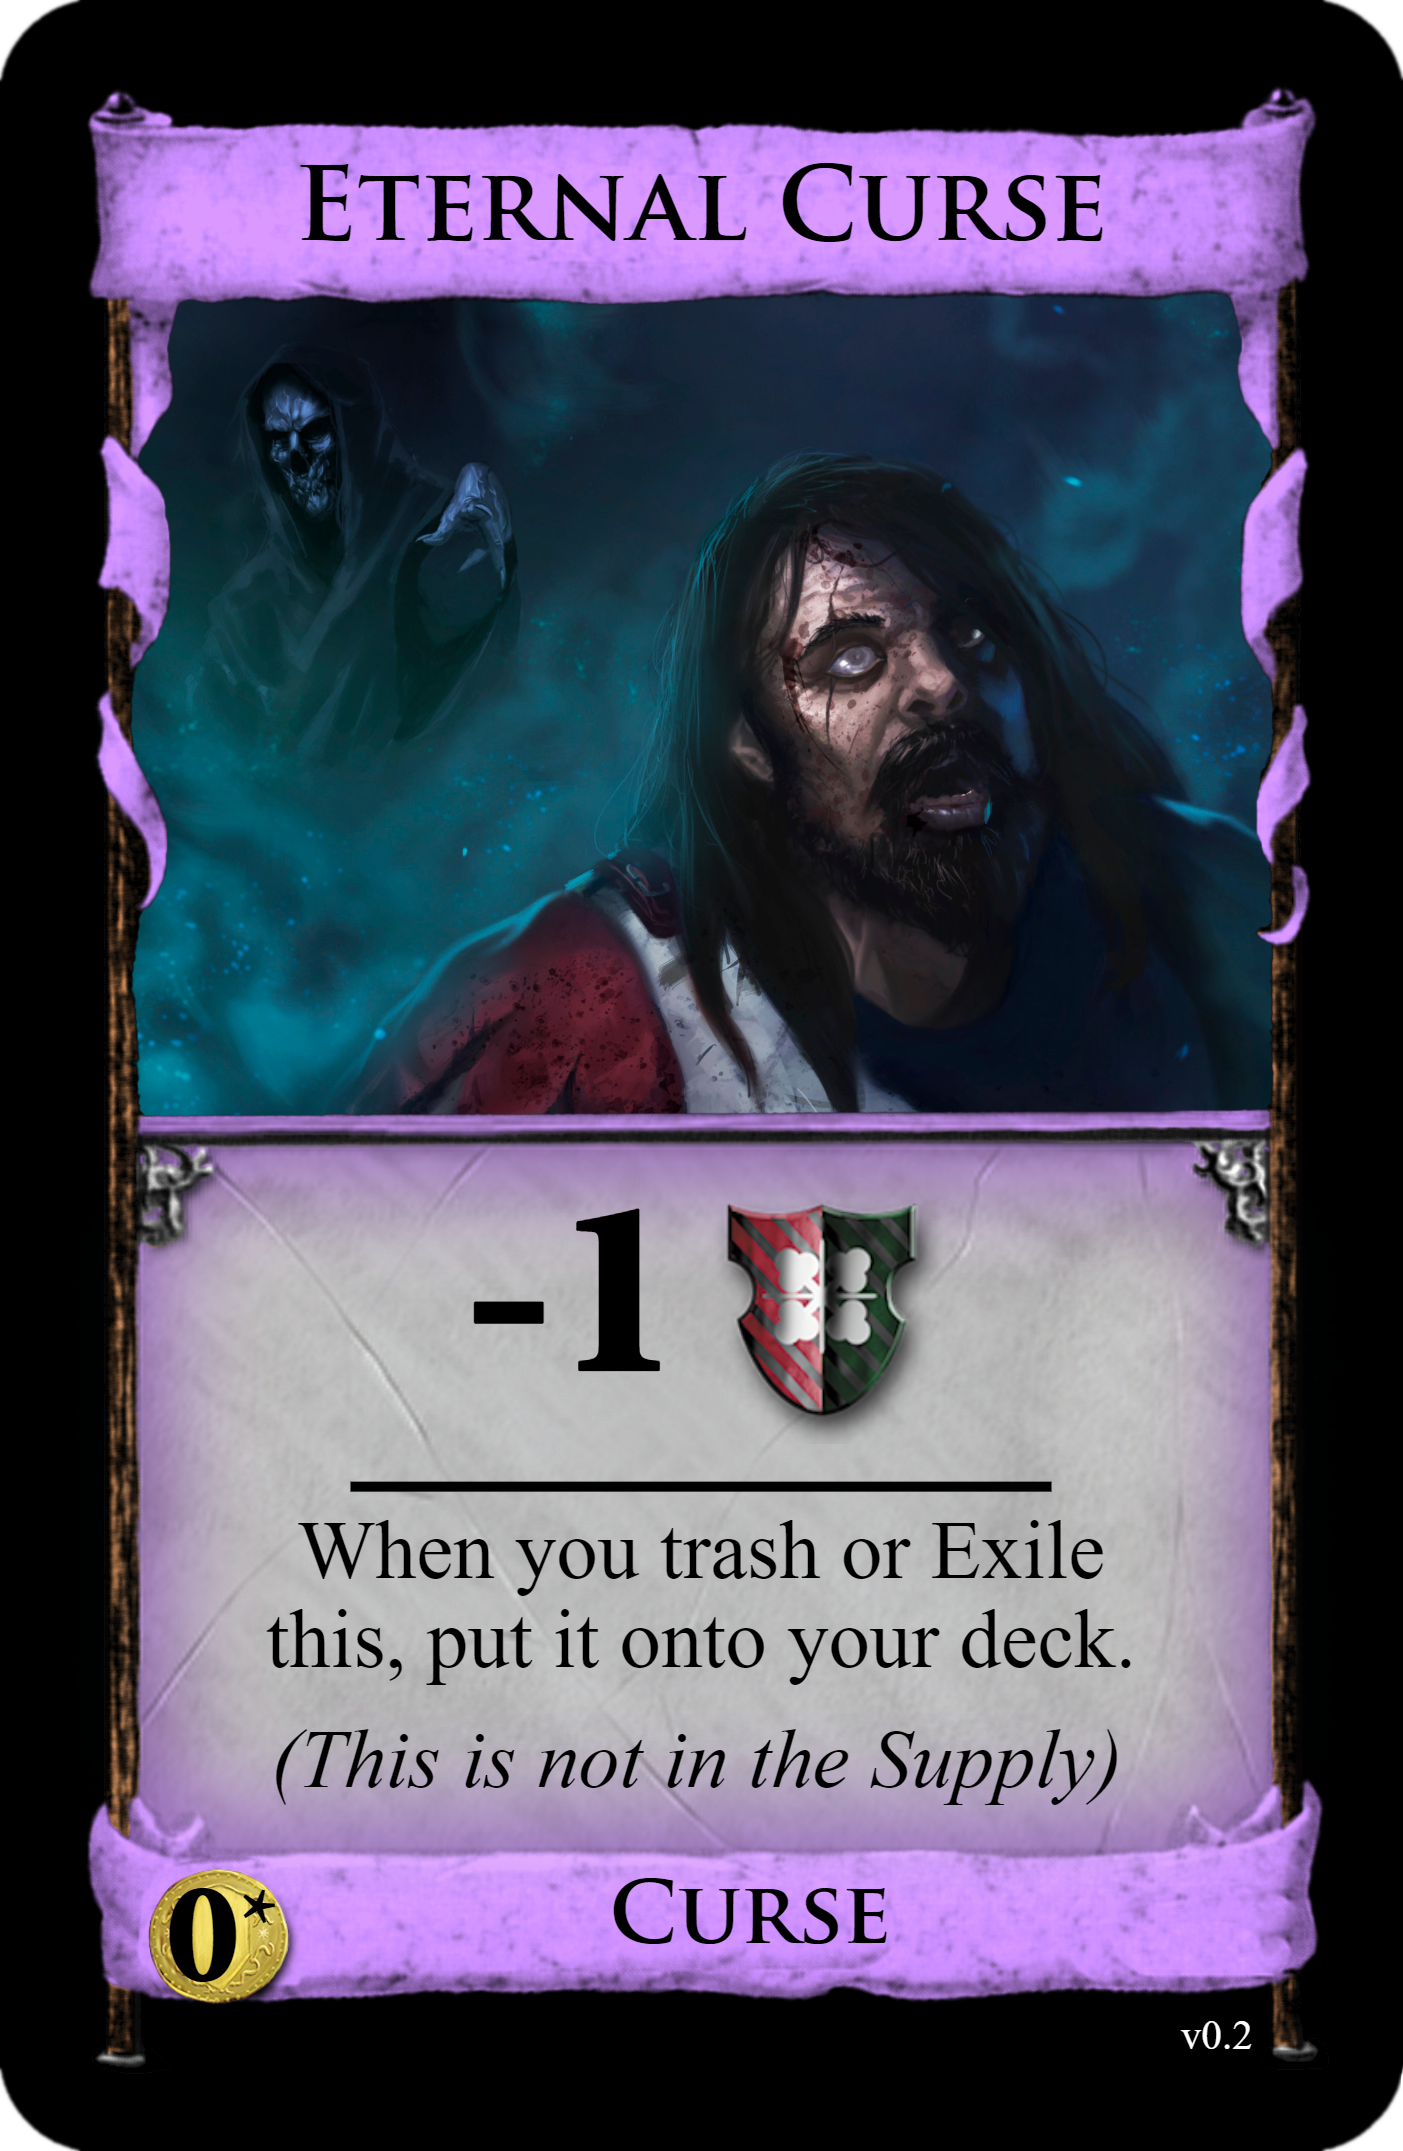 Eternal Curse
-1
When you trash or Exile
this, put it onto your deck.
(This is not in the Supply)
0*
Curse
v0.2